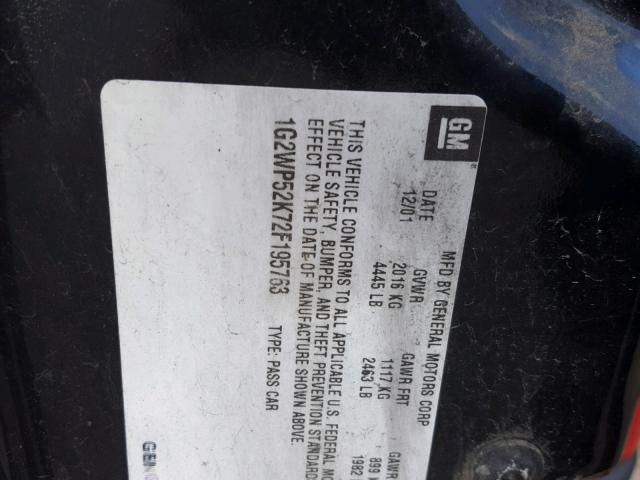 GM
MFD BY GENERAL MOTORS CORP
DATE GVWR GAWR FRT GAWR
12/01 2016 KG 1117 KG 899
4445 LB 2463 LB 1982
THIS VEHICLE CONFORMS TO ALL APPLICABLE U.S. FEDERAL
VEHICLE SAFETY, BUMPER, AND THEFT PREVENTION STANDARD
EFFECT ON THE DATE OF MANUFACTURE SHOWN ABOVE.
1G2WP52K72F195763 TYPE: PASS CAR